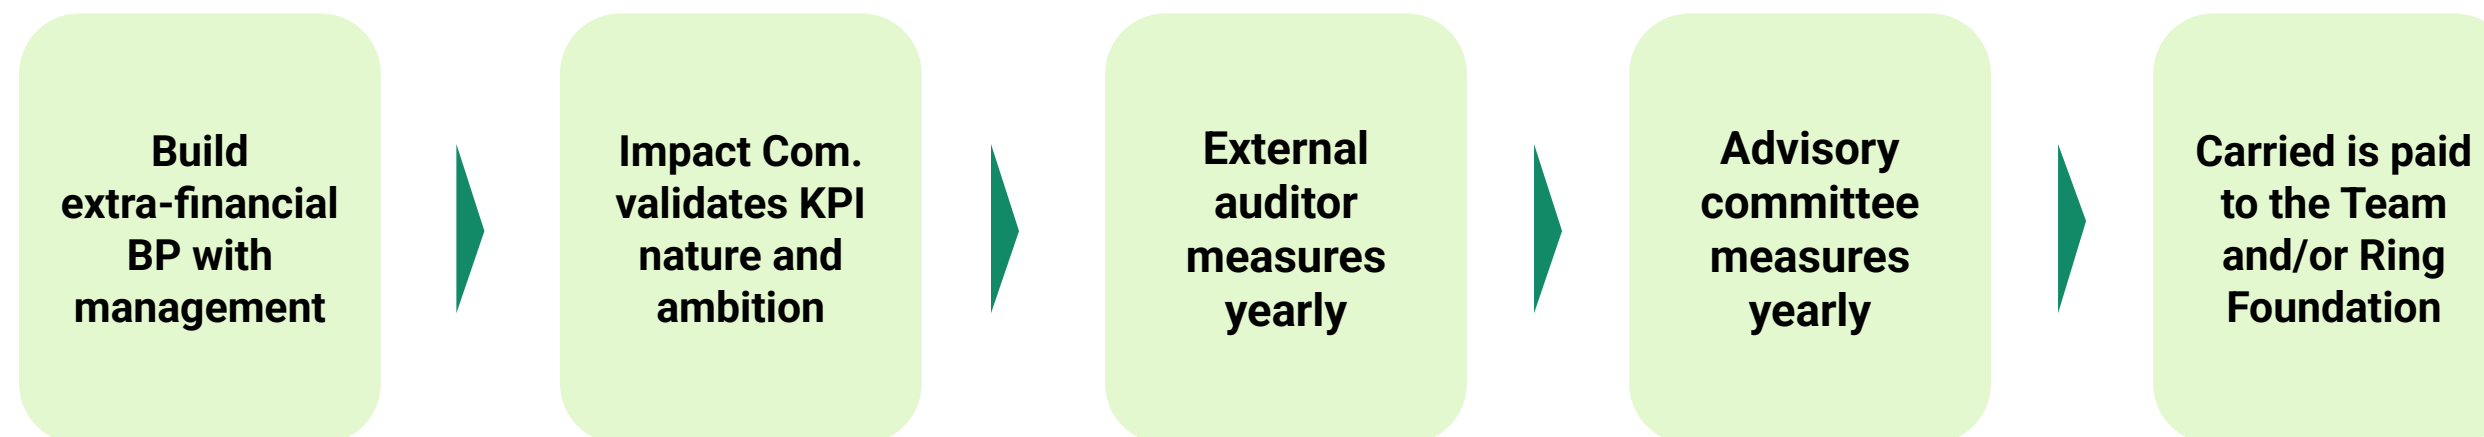 Build
extra-financial
BP with
management
Impact Com.
validates KPI
nature and
ambition
External
auditor
measures
yearly
Advisory
committee
measures
yearly
Carried is paid
to the Team
and/or Ring
Foundation